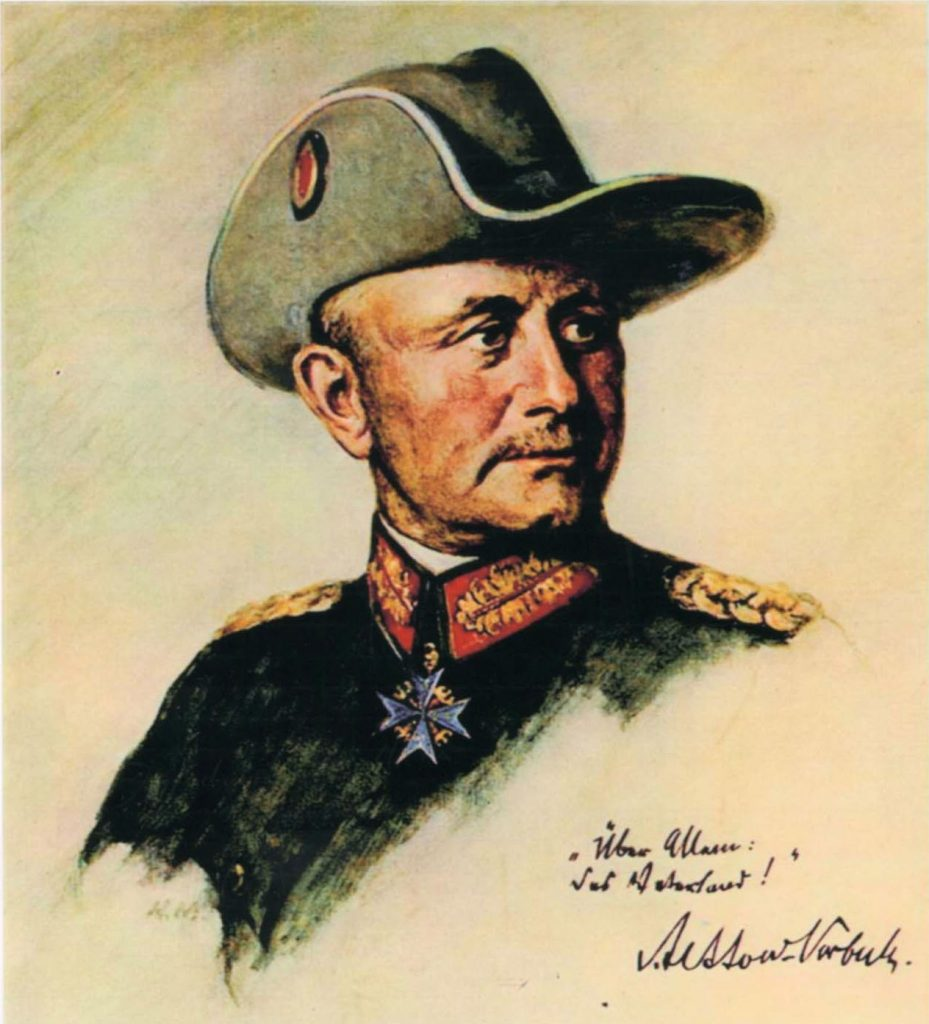 „Über Allem:
das Vaterland!“
v. Lettow-Vorbeck.